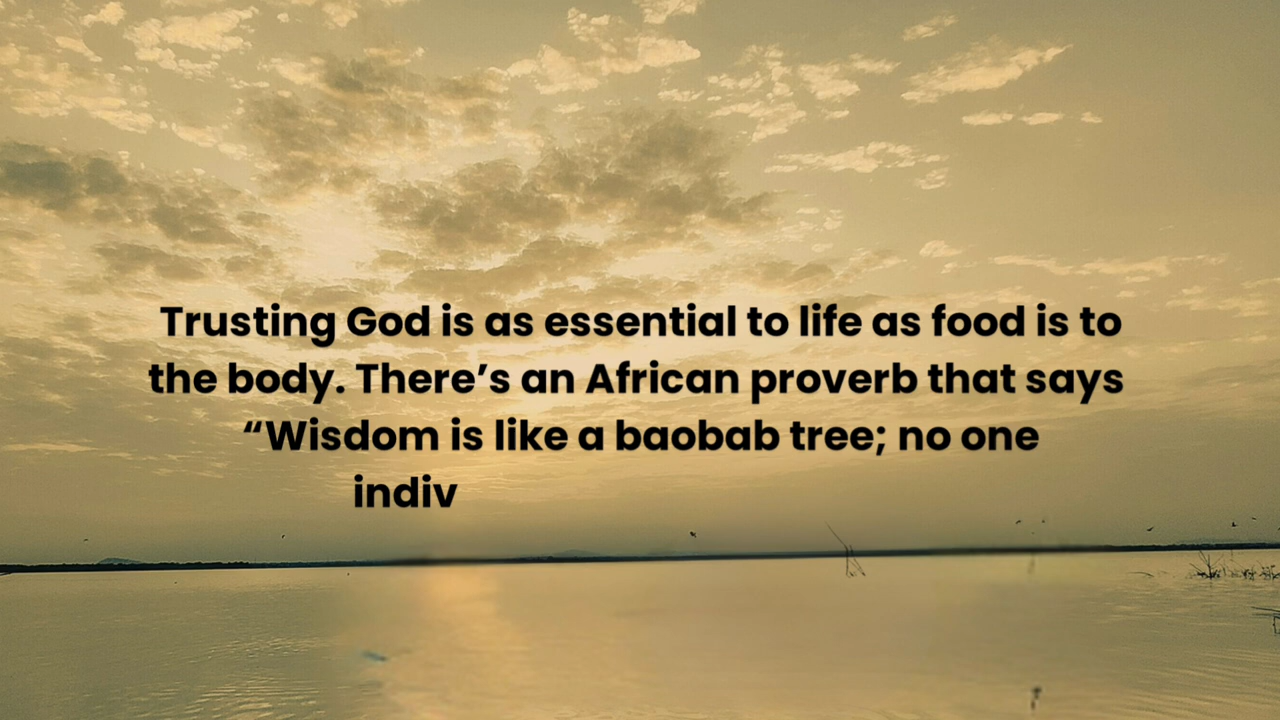 Trusting God is as essential to life as food is to
the body. There’s an African proverb that says
“Wisdom is like a baobab tree; no one
indiv